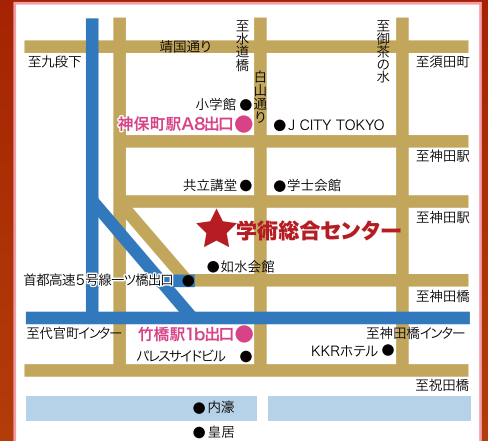 至水道橋
至御茶の水
靖国通り
至九段下
至須田町
白山通り
小学館
神保町駅A8出口
J CITY TOKYO
至神田駅
共立講堂
学士会館
至神田駅
学術総合センター
如水会館
首都高速5号線一ツ橋出口
至神田橋
至代官町インター
竹橋駅1b出口
至神田橋インター
パレスサイドビル
KKRホテル
至祝田橋
内濠
皇居